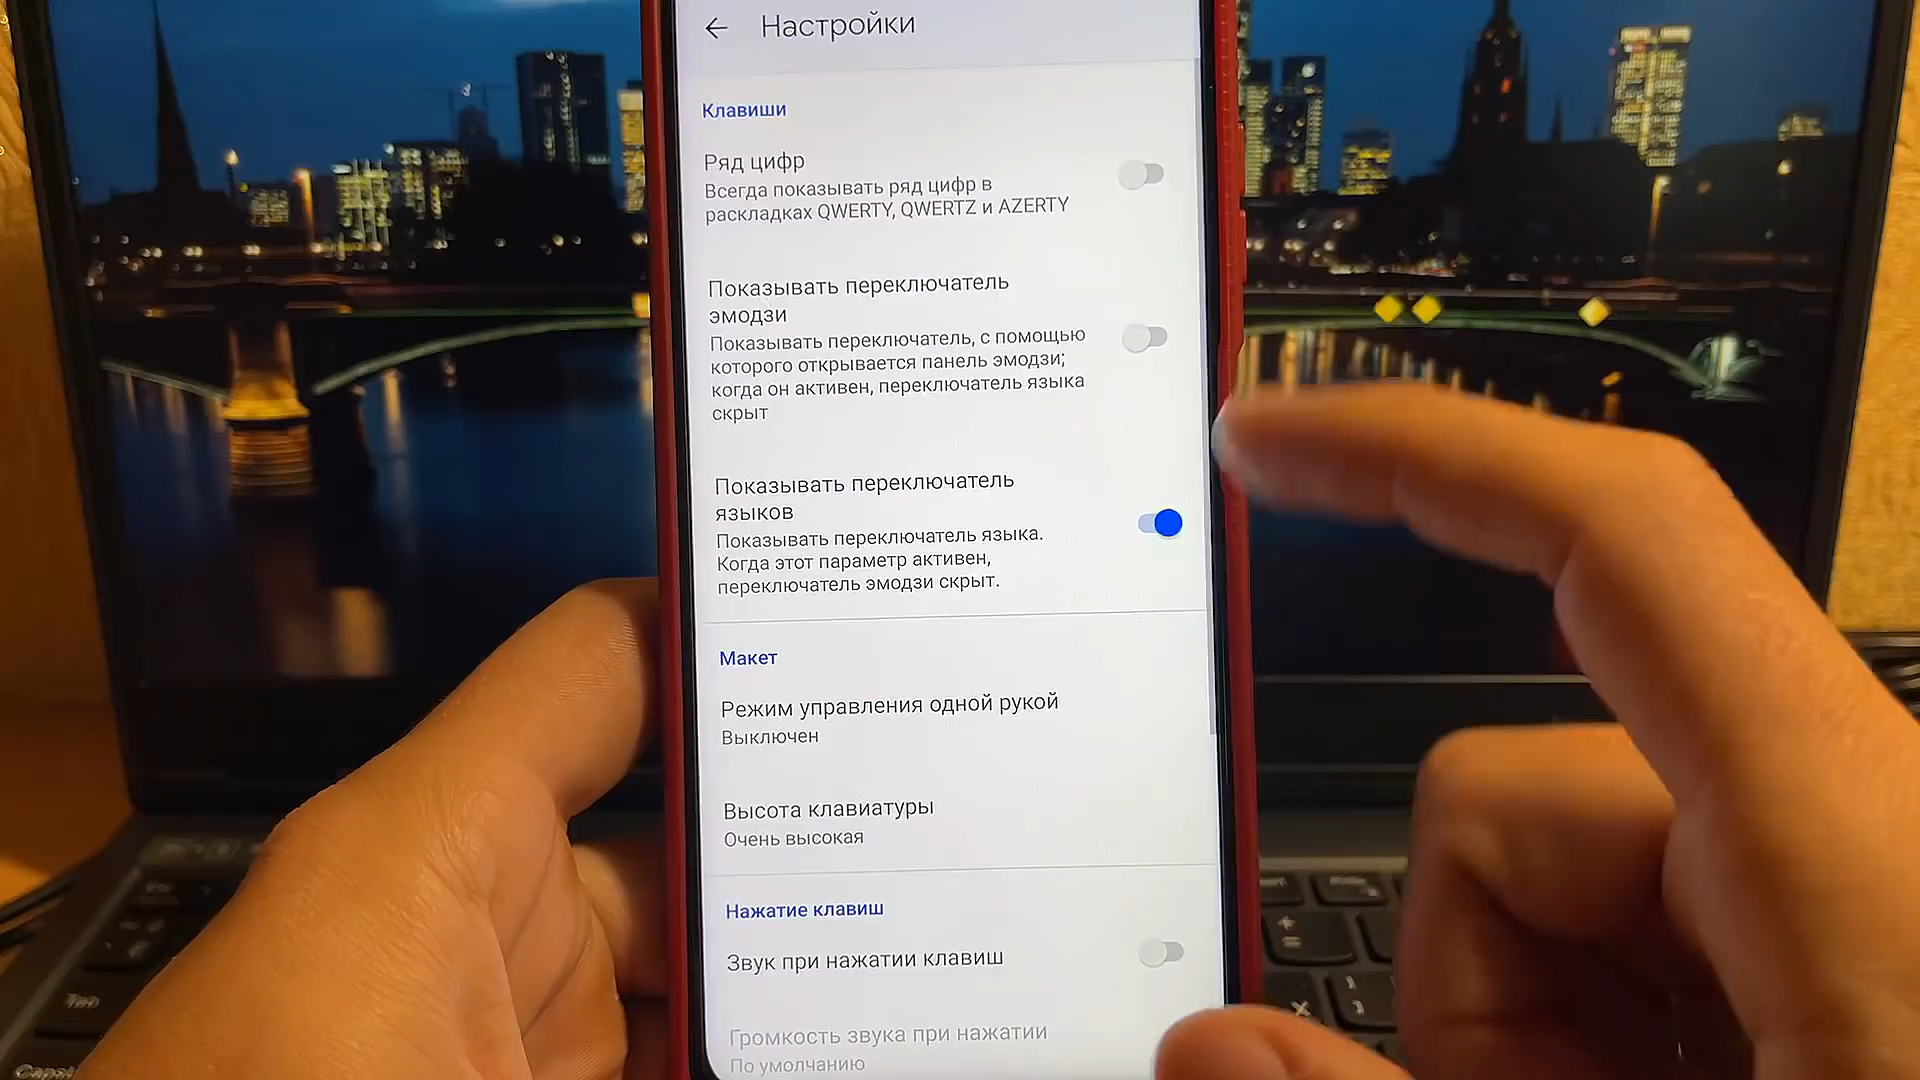 Настройки
Клавиши
Ряд цифр
Всегда показывать ряд цифр в
раскладках QWERTY, QWERTZ и AZERTY
Показывать переключатель
эмодзи
Показывать переключатель, с помощью
которого открывается панель эмодзи;
когда он активен, переключатель языка
скрыт
Показывать переключатель
языков
Показывать переключатель языка.
Когда этот параметр активен,
переключатель эмодзи скрыт.
Макет
Режим управления одной рукой
Выключен
Высота клавиатуры
Очень высокая
Нажатие клавиш
Звук при нажатии клавиш
Громкость звука при нажатии
По умолчанию
Tab